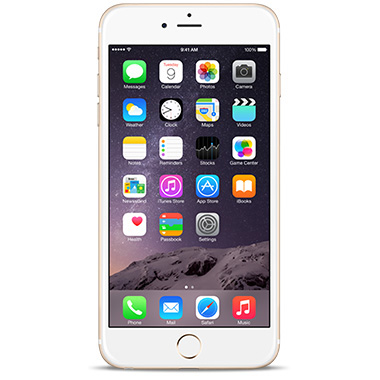 9:41 AM 100%
Tuesday
9
Messages Calendar Photos Camera
Weather Clock Maps Videos
Notes Reminders Stocks Game Center
Newsstand iTunes Store App Store iBooks
Health Passbook Settings
Phone Mail Safari Music